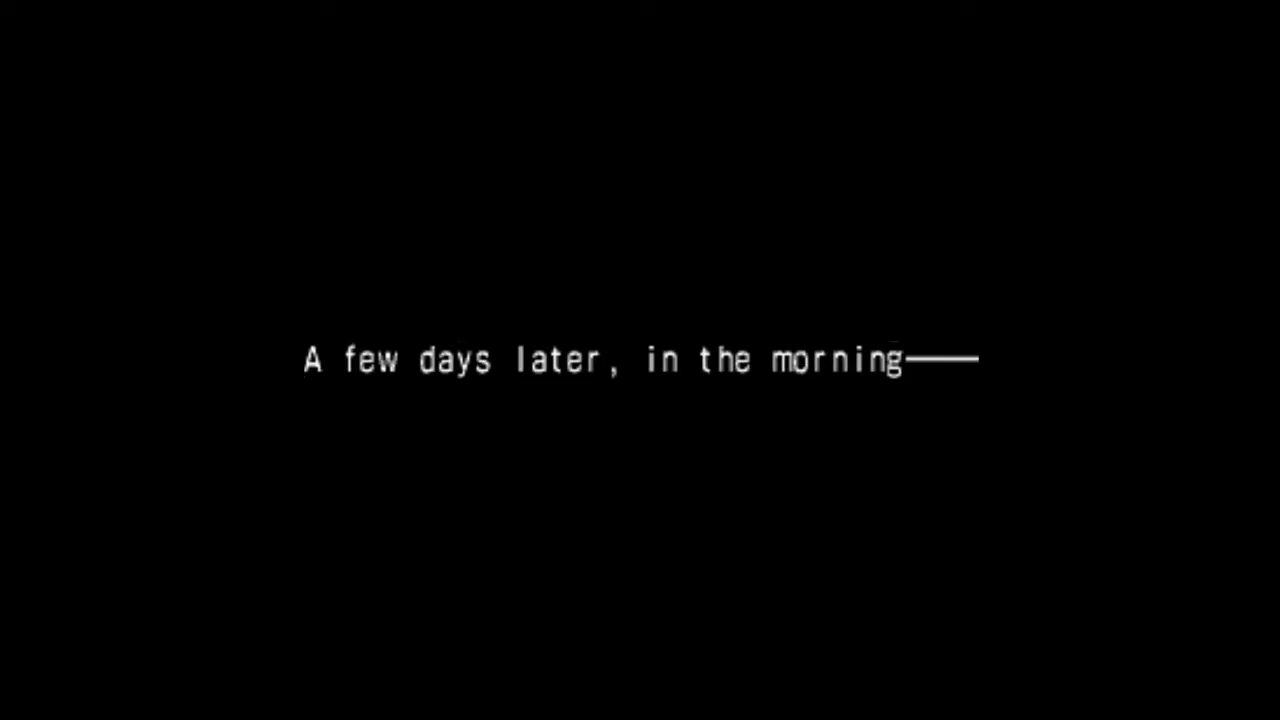 A few days later, in the morning───